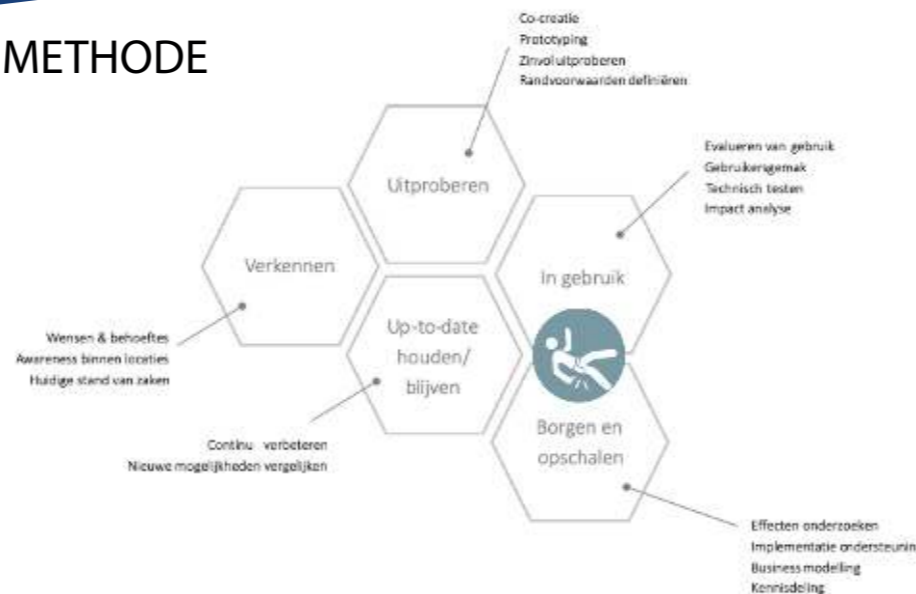 METHODE
Co-creatie
Prototyping
Zinvol uitproberen
Randvoorwaarden definiëren
Uitproberen
Evalueren van gebruik
Gebruikersgemak
Technisch testen
Impact analyse
Verkennen
In gebruik
Wensen & behoeftes
Awareness binnen locaties
Huidige stand van zaken
Up-to-date
houden/
blijven
Continu verbeteren
Nieuwe mogelijkheden vergelijken
Borgen en
opschalen
Effecten onderzoeken
Implementatie ondersteunin
Business modelling
Kennisdeling